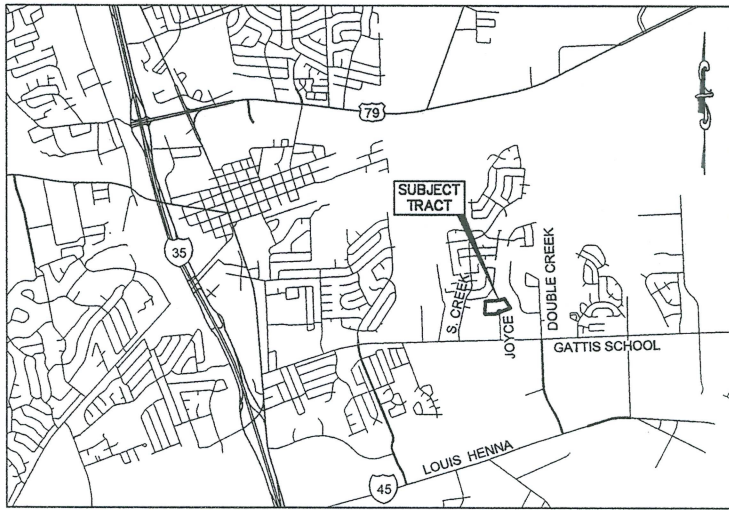 79
SUBJECT
TRACT
35
S. CREEK
JOYCE
DOUBLE CREEK
GATTIS SCHOOL
LOUIS HENNA
45